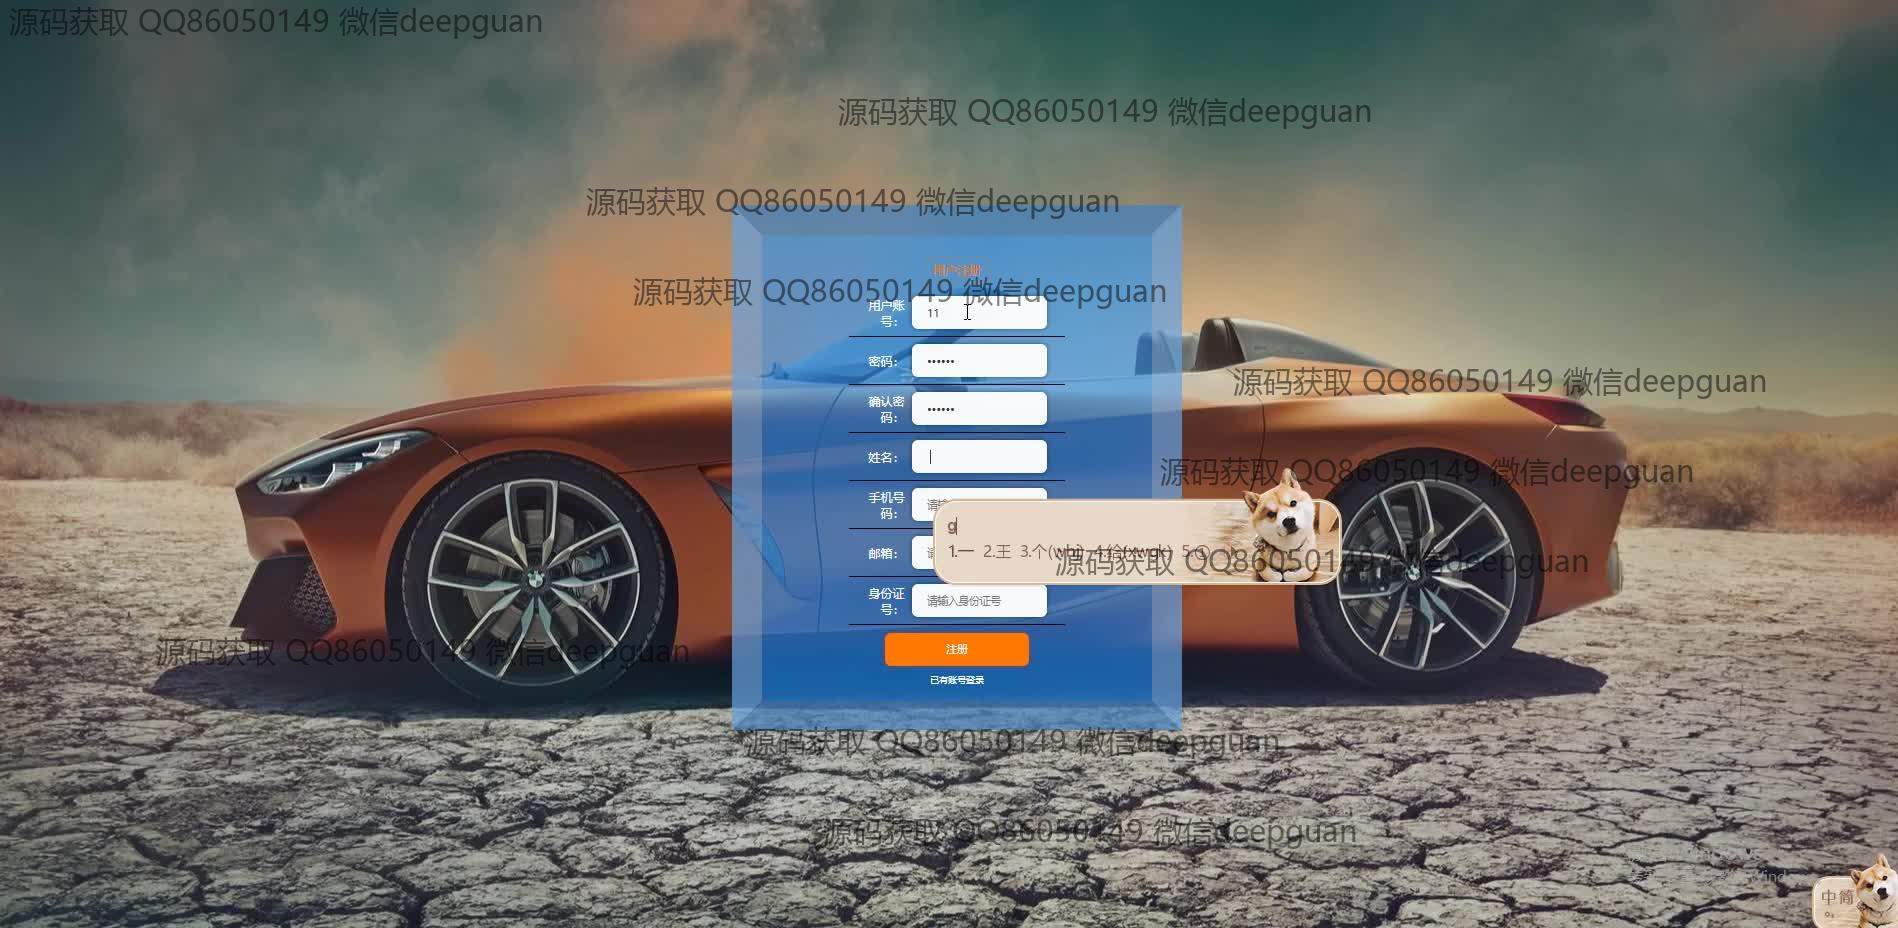 源码获取 QQ86050149 微信deepguan
源码获取 QQ86050149 微信deepguan
源码获取 QQ86050149 微信deepguan
用户注册
源码获取 QQ86050149 微信deepguan
用户账号：
11
密码：
••••••
源码获取 QQ86050149 微信deepguan
确认密码：
••••••
姓名：
源码获取 QQ86050149 微信deepguan
手机号码：
请输
g
邮箱：
请
1.一 2.王 3.个(whj) 4.给(xwgk) 5.
源码获取 QQ86050149 微信deepguan
身份证号：
请输入身份证号
注册
源码获取 QQ86050149 微信deepguan
已有账号登录
源码获取 QQ86050149 微信deepguan
源码获取 QQ86050149 微信deepguan
中 简